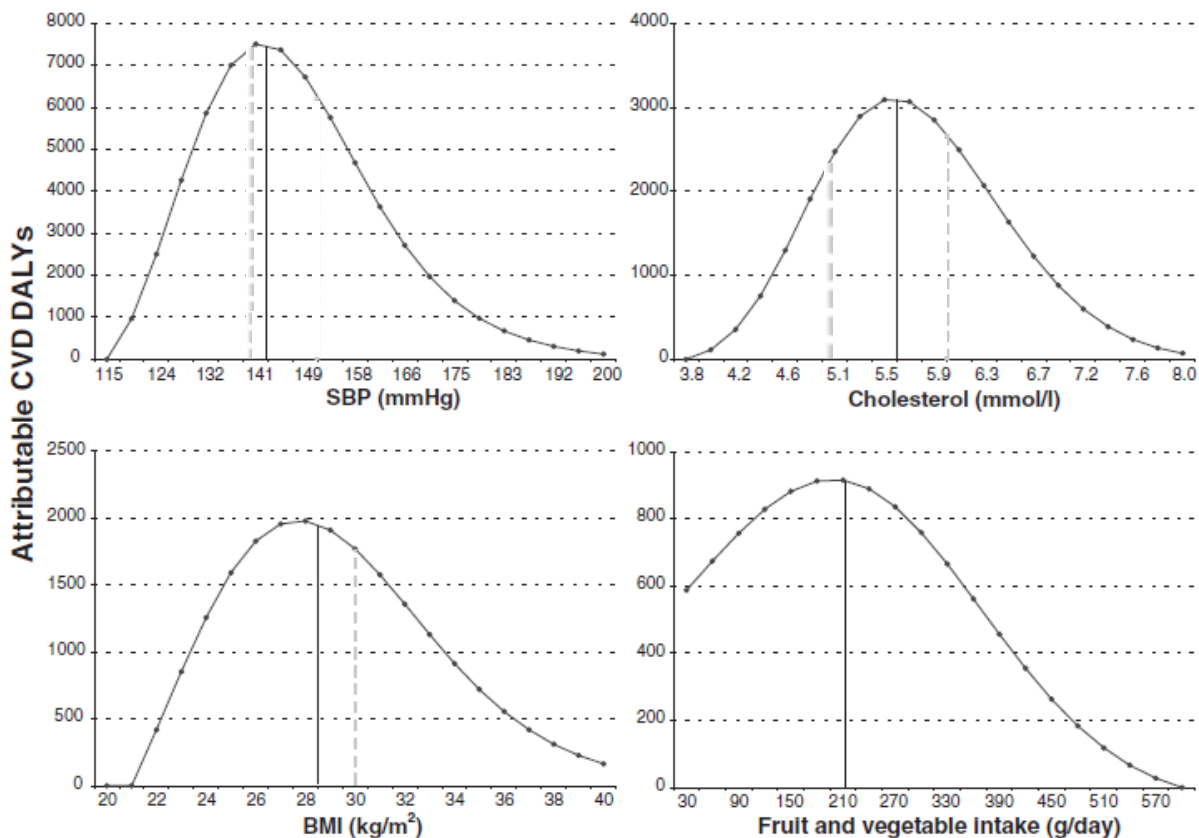 Attributable CVD DALYs
8000
7000
6000
5000
4000
3000
2000
1000
0
115 124 132 141 149 158 166 175 183 192 200
SBP (mmHg)
4000
3000
2000
1000
0
3.8 4.2 4.6 5.1 5.5 5.9 6.3 6.7 7.2 7.6 8.0
Cholesterol (mmol/l)
2500
2000
1500
1000
500
0
20 22 24 26 28 30 32 34 36 38 40
BMI (kg/m²)
1000
800
600
400
200
0
30 90 150 210 270 330 390 450 510 570
Fruit and vegetable intake (g/day)